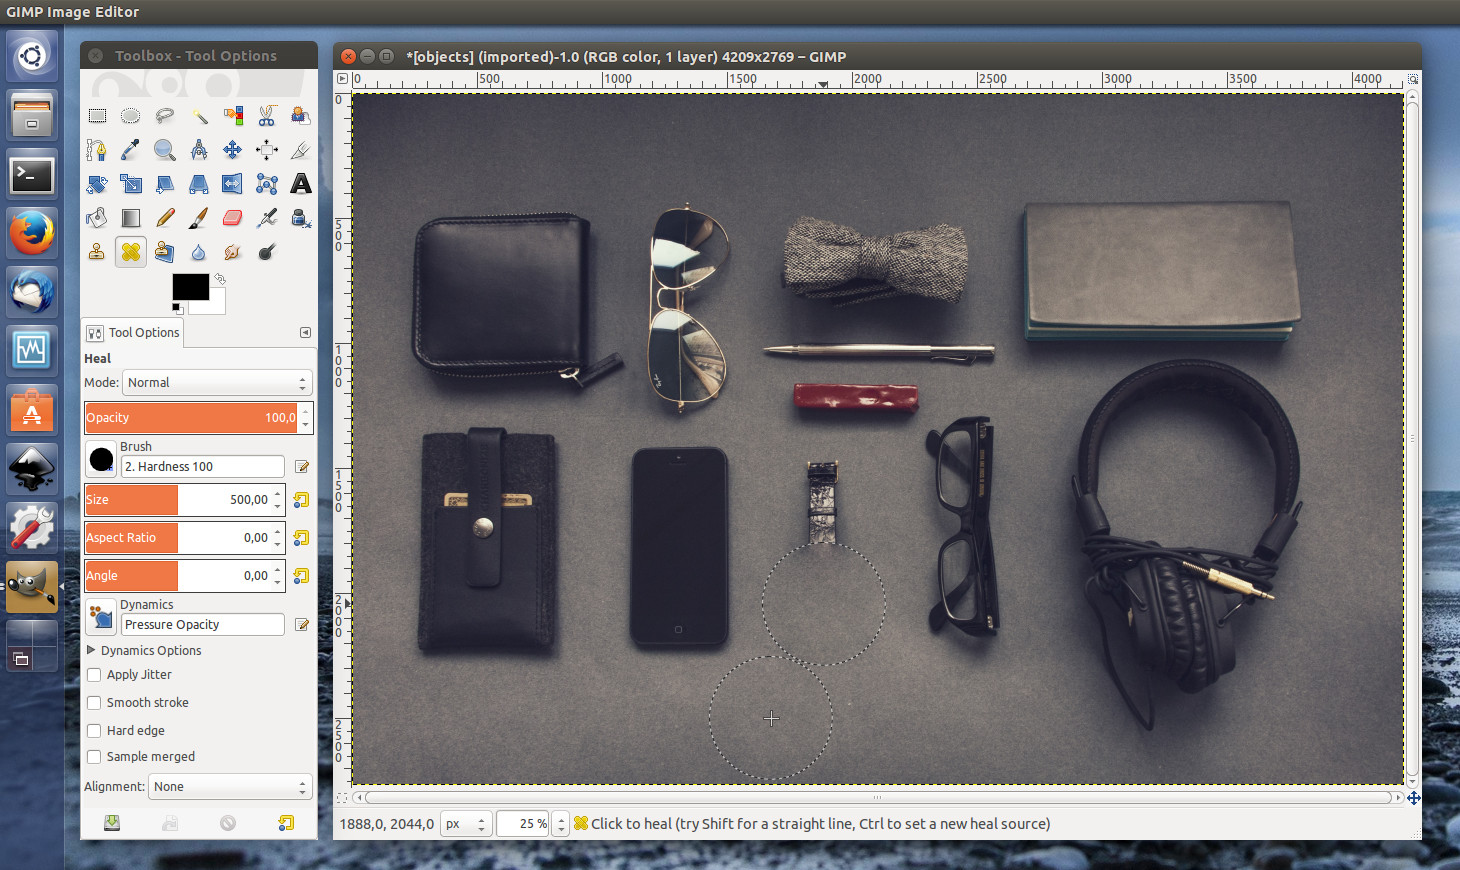 GIMP Image Editor
Toolbox - Tool Options
*[objects] (imported)-1.0 (RGB color, 1 layer) 4209x2769 – GIMP
0 500 1000 1500 2000 2500 3000 3500 4000
0
500
1000
1500
2000
2500
Tool Options
Heal
Mode: Normal
Opacity 100,0
Brush
2. Hardness 100
Size 500,00
Aspect Ratio 0,00
Angle 0,00
Dynamics
Pressure Opacity
Dynamics Options
Apply Jitter
Smooth stroke
Hard edge
Sample merged
Alignment: None
1888,0, 2044,0 px 25 % Click to heal (try Shift for a straight line, Ctrl to set a new heal source)